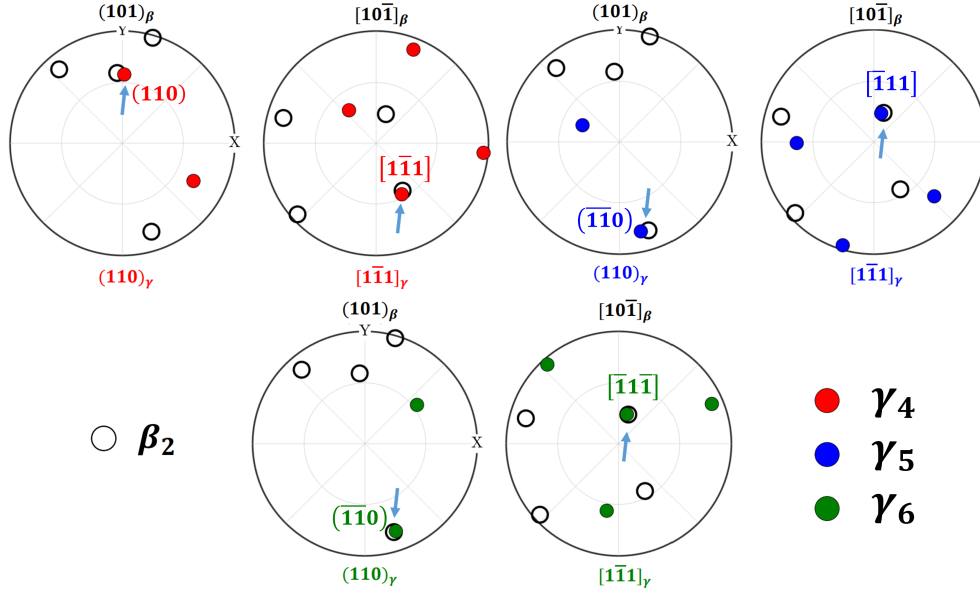 (101)β
[101̅]β
(101)β
[101̅]β
Y
X
(110)
[11̅1]
Y
X
(1̅1̅0)
[1̅11]
(110)γ
[11̅1]γ
(110)γ
[11̅1]γ
(101)β
[101̅]β
Y
X
(1̅1̅0)
[1̅11̅]
(110)γ
[11̅1]γ
β₂
γ₄
γ₅
γ₆